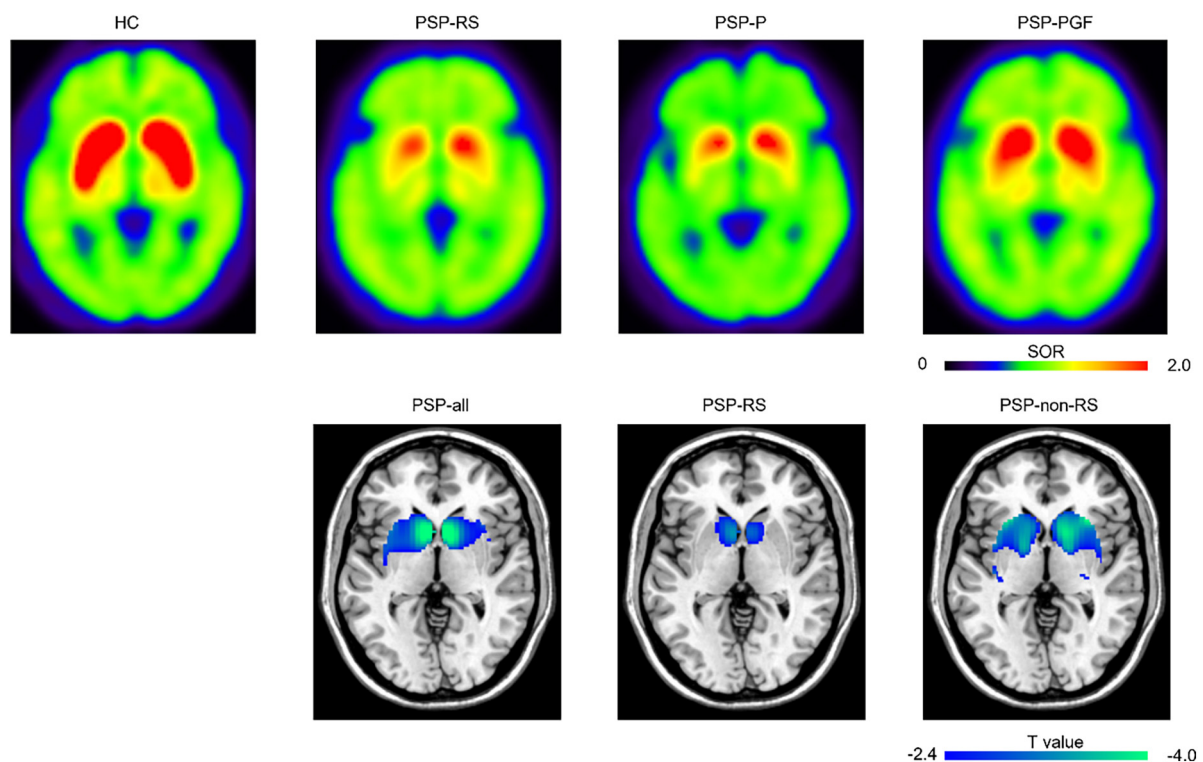 HC
PSP-RS
PSP-P
PSP-PGF
SOR
0
2.0
PSP-all
PSP-RS
PSP-non-RS
T value
-2.4
-4.0